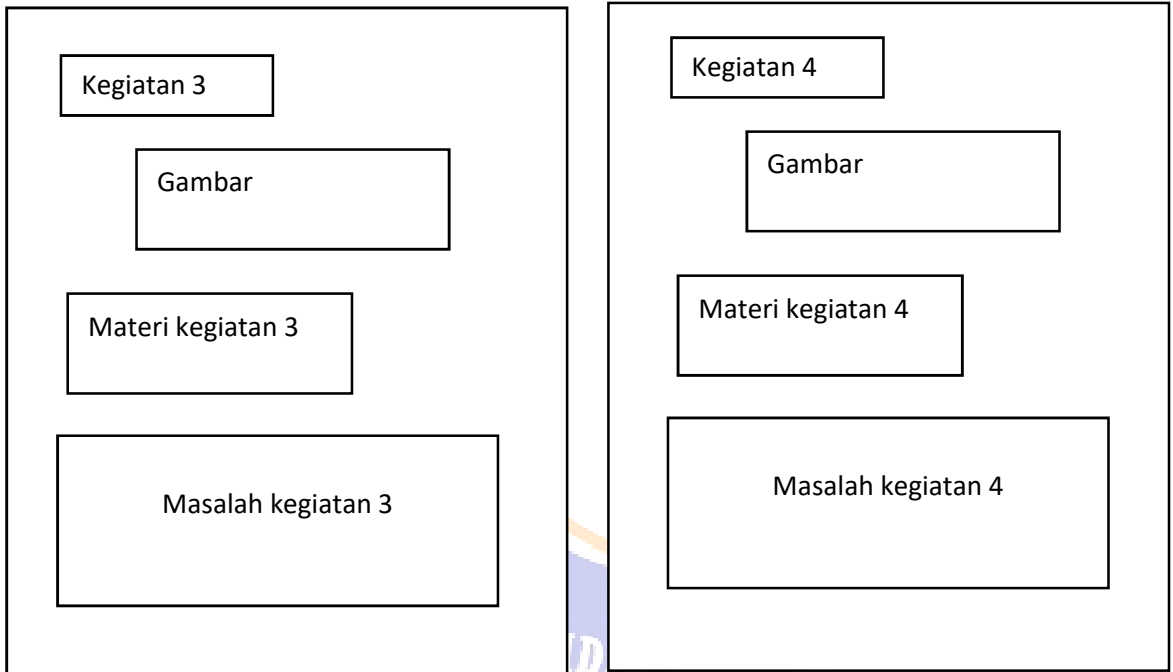 Kegiatan 3
Gambar
Materi kegiatan 3
Masalah kegiatan 3
Kegiatan 4
Gambar
Materi kegiatan 4
Masalah kegiatan 4